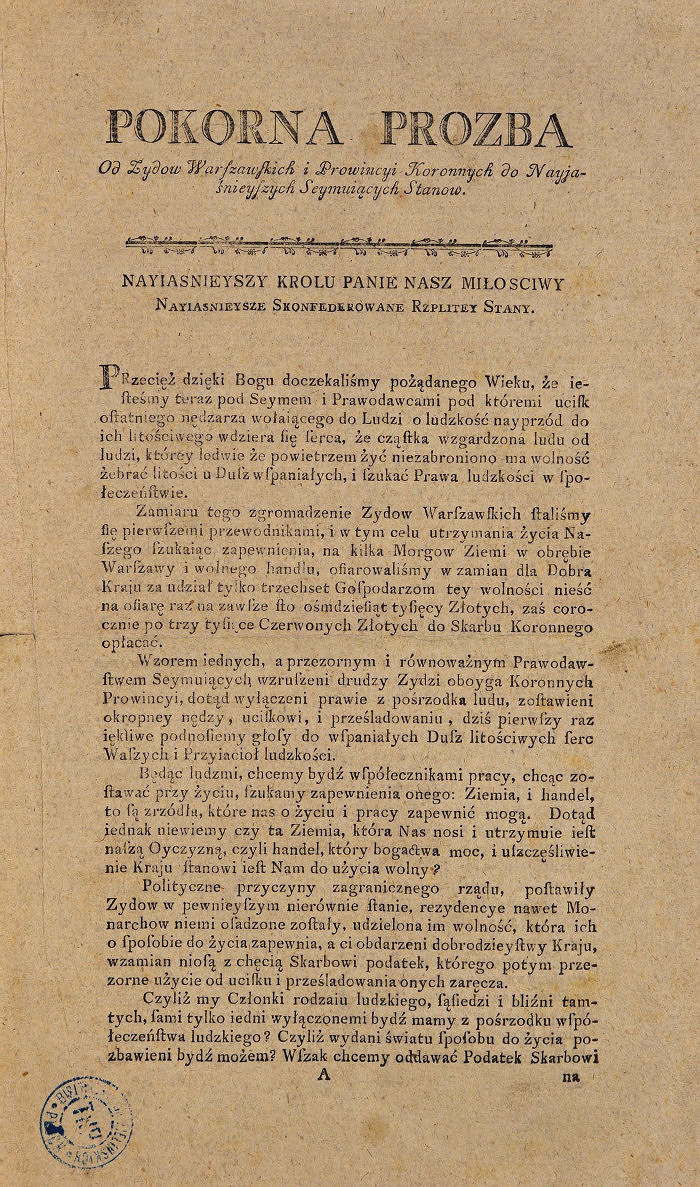 POKORNA PROZBA
Od Zydow Warſzawſkich i Prowincyi Koronnych do Nayja-
śnieyſzych Seymuiących Stanow.
NAYIASNIEYSZY KROLU PANIE NASZ MIŁOSCIWY
NAYIASNIEYSZE SKONFEDEROWANE RZPLITEY STANY.
PRzecięż dzięki Bogu doczekaliśmy pożądanego Wieku, że ie-
ſteśmy teraz pod Seymem i Prawodawcami pod któremi uciſk
oſtatniego nędzarza wołaiącego do Ludzi o ludzkość nayprzód do
ich litościwego wdziera ſię ſerca, że cząſtka wzgardzona ludu od
ludzi, którey ledwie że powietrzem żyć niezabroniono ma wolność
żebrać litości u Duſz wſpaniałych, i ſzukać Prawa ludzkości w ſpo-
łeczeńſtwie.
Zamiaru tego zgromadzenie Zydow Warſzawſkich ſtaliśmy
ſię pierwſzemi przewodnikami, i w tym celu utrzymania życia Na-
ſzego ſzukaiąc zapewnienia, na kilka Morgow Ziemi w obrębie
Warſzawy i wolnego handlu, ofiarowaliśmy w zamian dla Dobra
Kraju za udział tylko trzechset Goſpodarzom tey wolności nieść
na ofiarę raz na zawſze ſto ośmdzieſiąt tyſięcy Złotych, zaś coro-
cznie po trzy tyſiące Czerwonych Złotych do Skarbu Koronnego
opłacać.
Wzorem iednych, a przezornym i równoważnym Prawodaw-
ſtwem Seymuiących wzruſzeni drudzy Zydzi oboyga Koronnych
Prowincyi, dotąd wyłączeni prawie z pośrzodka ludu, zoſtawieni
okropney nędzy, uciſkowi, i prześladowaniu, dziś pierwſzy raz
iękliwe podnoſiemy głoſy do wſpaniałych Duſz litościwych ſerc
Waſzych i Przyiacioł ludzkości.
Będąc ludzmi, chcemy bydź wſpółecznikami pracy, chcąc zo-
ſtawać przy życiu, ſzukamy zapewnienia onego: Ziemia, i handel,
to ſą zrzódła, które nas o życiu i pracy zapewnić mogą. Dotąd
jednak niewiemy czy ta Ziemia, która Nas nosi i utrzymuie ieſt
naſzą Oyczyzną, czyli handel, który bogactwa moc, i uſzczęśliwie-
nie Kraju ſtanowi ieſt Nam do użycia wolny?
Polityczne przyczyny zagranicznego rządu, poſtawiły
Zydow w pewnieyſzym nierównie ſtanie, rezydencye nawet Mo-
narchow niemi oſadzone zoſtały, udzielona im wolność, która ich
o ſpoſobie do życia zapewnia, a ci obdarzeni dobrodzieyſtwy Kraju,
wzamian nioſą z chęcią Skarbowi podatek, którego potym prze-
zorne użycie od uciſku i prześladowania onych zaręcza.
Czyliż my Członki rodzaiu ludzkiego, ſąſiedzi i bliźni tam-
tych, ſami tylko iedni wyłączonemi bydź mamy z pośrzodku wſpó-
łeczeńſtwa ludzkiego? Czyliż wydani światu ſpoſobu do życia po-
zbawieni bydź możem? Wſzak chcemy oddawać Podatek Skarbowi
A
na